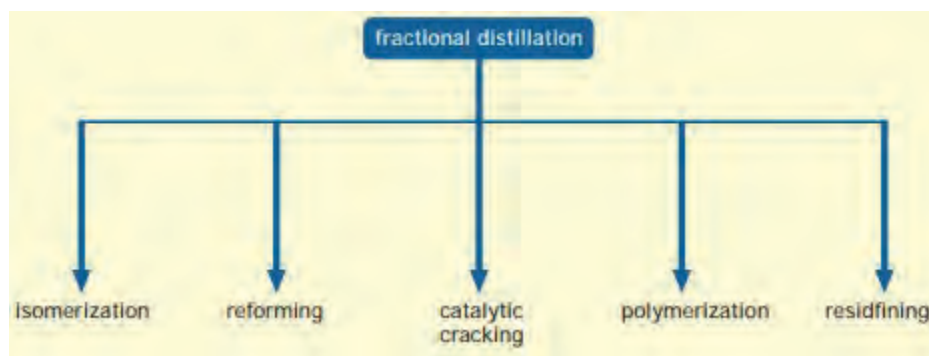 fractional distillation
isomerization
reforming
catalytic
cracking
polymerization
residfining